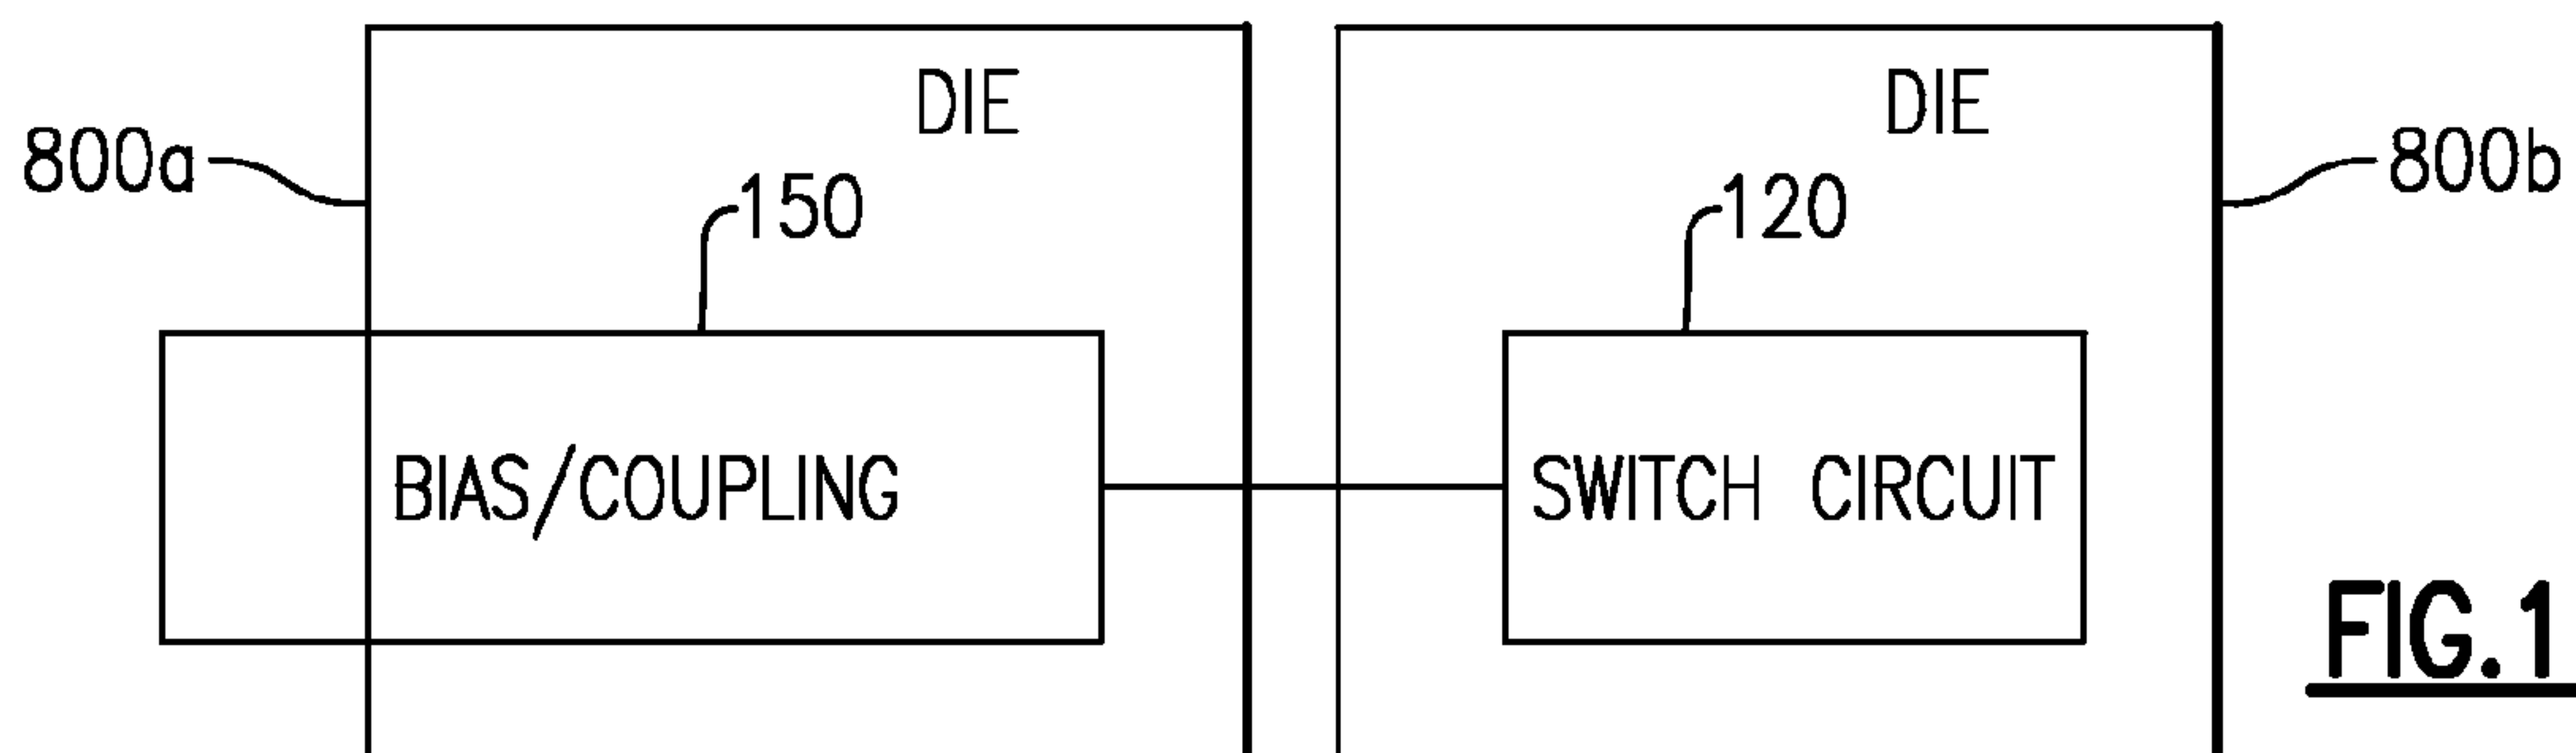 DIE
DIE
800a
800b
150
120
BIAS/COUPLING
SWITCH CIRCUIT
FIG.1